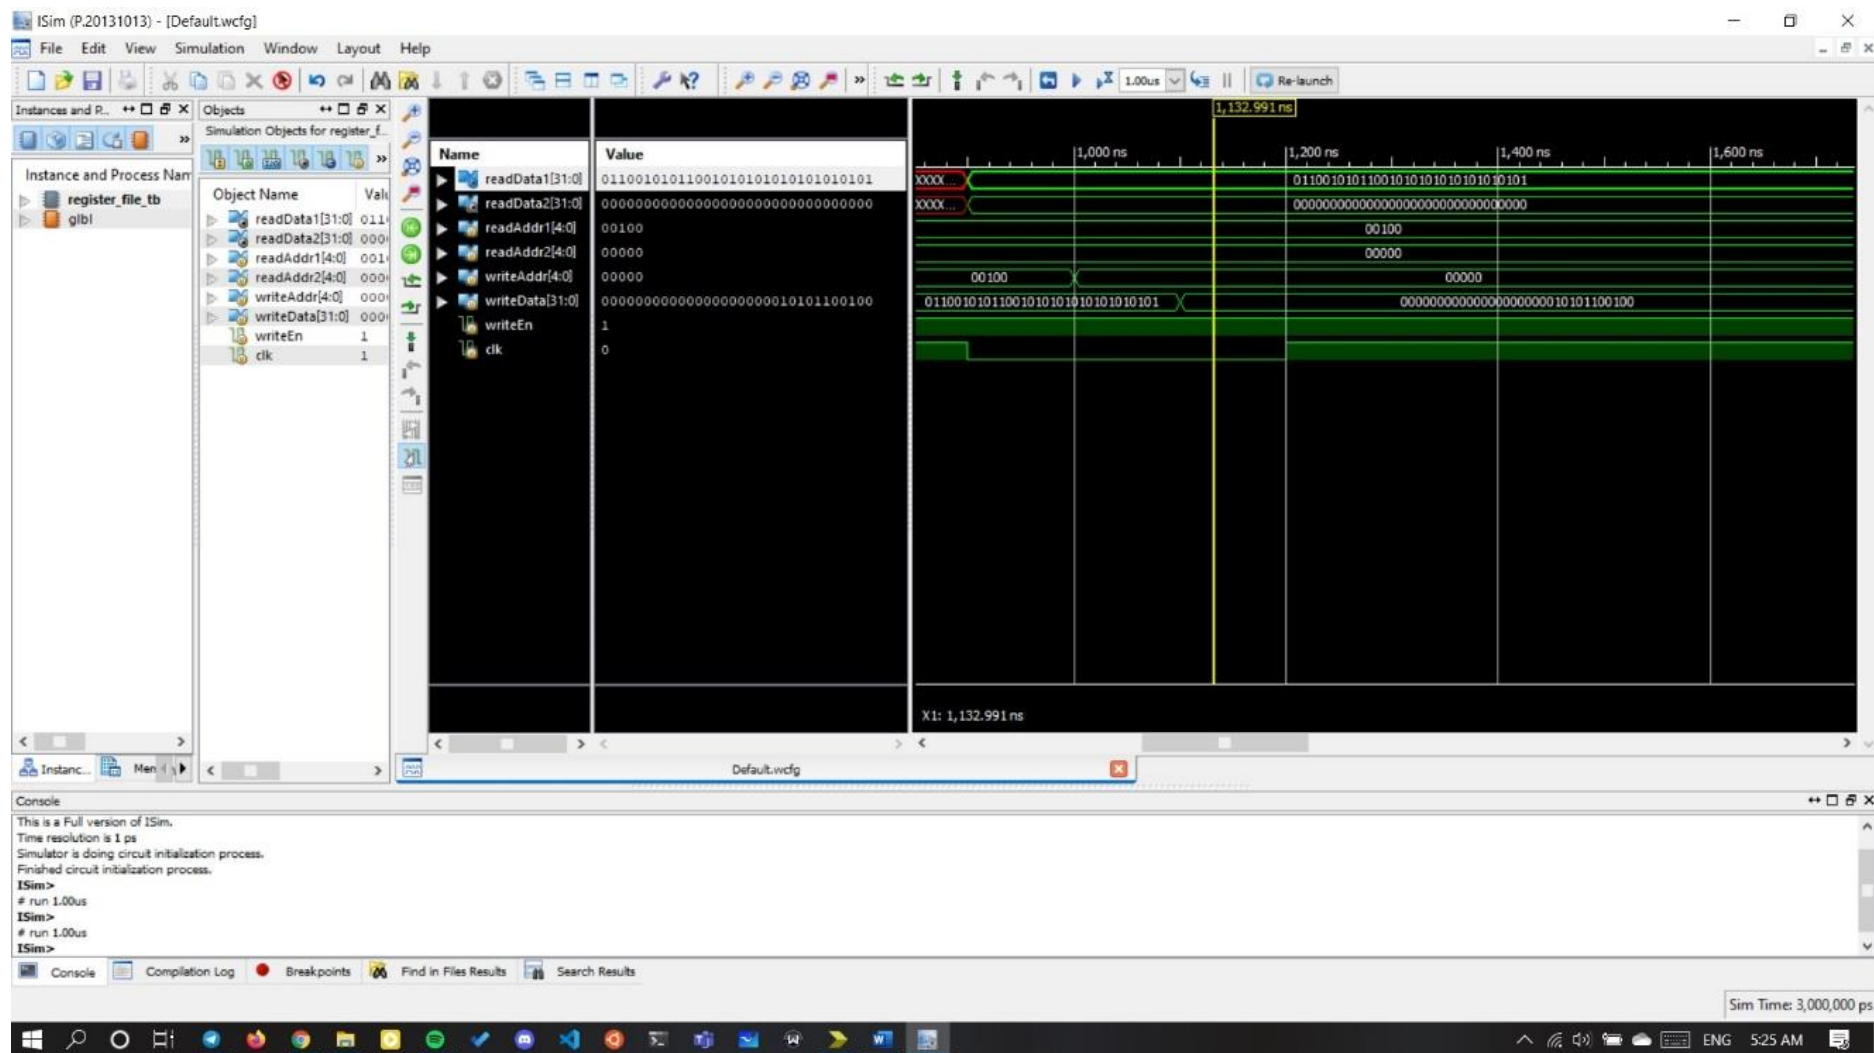 ISim (P.20131013) - [Default.wcfg]
File Edit View Simulation Window Layout Help
1.00us Re-launch
Instances and P...
Objects
Simulation Objects for register_f...
Instance and Process Nam
register_file_tb
glbl
Object Name Valu
readData1[31:0] 011
readData2[31:0] 000
readAddr1[4:0] 001
readAddr2[4:0] 000
writeAddr[4:0] 000
writeData[31:0] 000
writeEn 1
clk 1
Name Value
readData1[31:0] 01100101011001010101010101010101
readData2[31:0] 00000000000000000000000000000000
readAddr1[4:0] 00100
readAddr2[4:0] 00000
writeAddr[4:0] 00000
writeData[31:0] 00000000000000000000010101100100
writeEn 1
clk 0
1,132.991 ns
1,000 ns 1,200 ns 1,400 ns 1,600 ns
XXXX... 01100101011001010101010101010101
XXXX... 00000000000000000000000000000000
00100
00000
00100 00000
01100101011001010101010101010101 00000000000000000000010101100100
X1: 1,132.991 ns
Instanc... Mem
Default.wcfg
Console
This is a Full version of ISim.
Time resolution is 1 ps
Simulator is doing circuit initialization process.
Finished circuit initialization process.
ISim>
# run 1.00us
ISim>
# run 1.00us
ISim>
Console Compilation Log Breakpoints Find in Files Results Search Results
Sim Time: 3,000,000 ps
ENG 5:25 AM